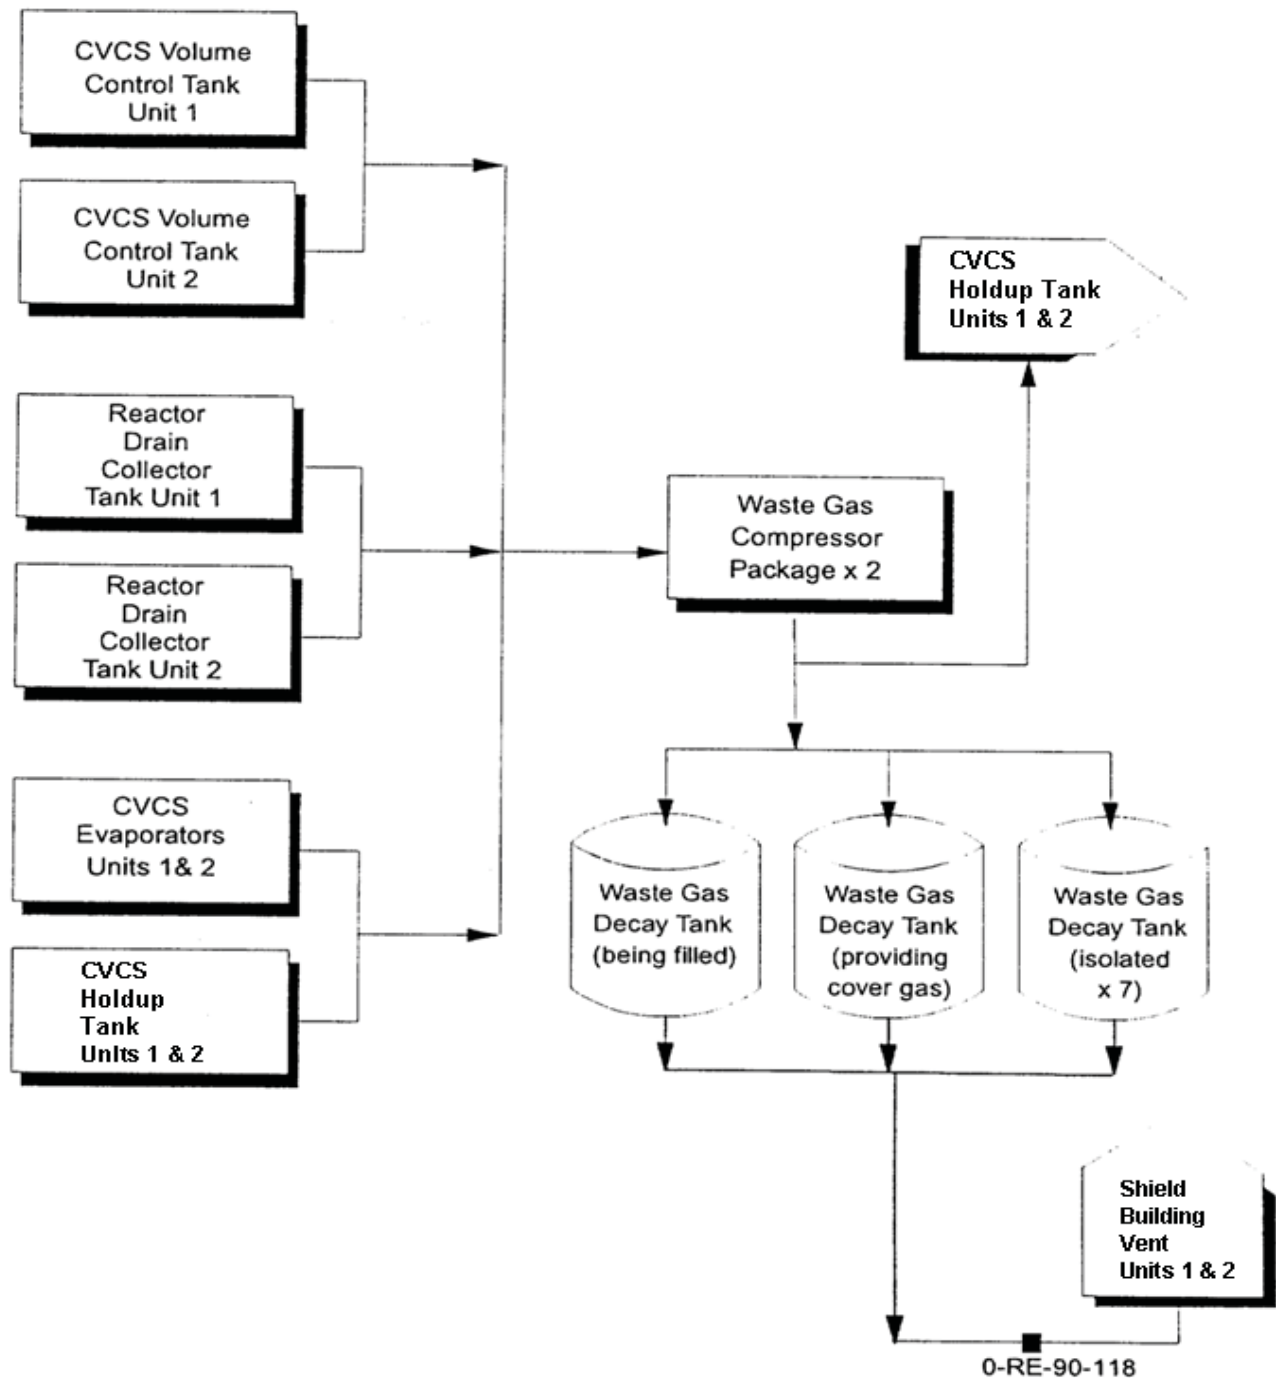 CVCS Volume
Control Tank
Unit 1
CVCS Volume
Control Tank
Unit 2
Reactor
Drain
Collector
Tank Unit 1
Reactor
Drain
Collector
Tank Unit 2
CVCS
Evaporators
Units 1& 2
CVCS
Holdup
Tank
Units 1 & 2
CVCS
Holdup Tank
Units 1 & 2
Waste Gas
Compressor
Package x 2
Waste Gas
Decay Tank
(being filled)
Waste Gas
Decay Tank
(providing
cover gas)
Waste Gas
Decay Tank
(isolated
x 7)
Shield
Building
Vent
Units 1 & 2
0-RE-90-118